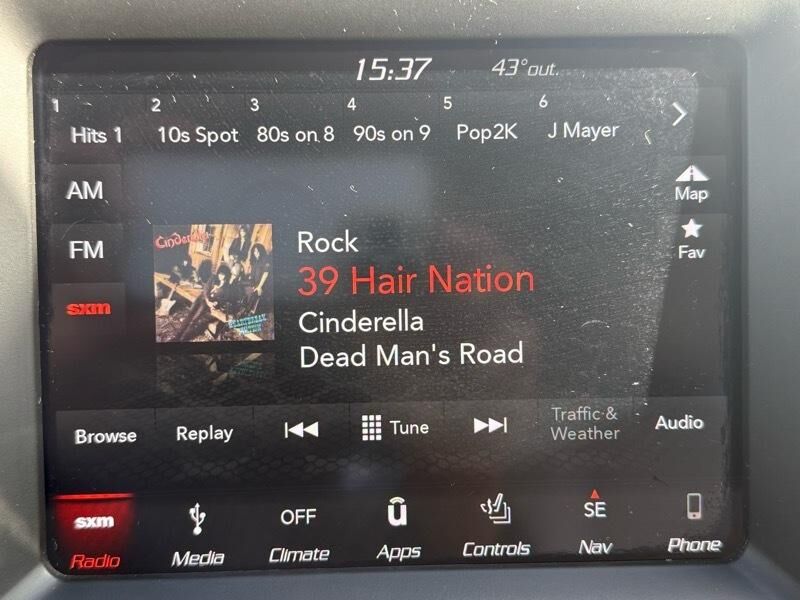 15:37 43°out.
1 2 3 4 5 6
Hits 1 10s Spot 80s on 8 90s on 9 Pop2K J Mayer
AM
Map
FM
Fav
sxm
Cinderella
HEARTBREAK
Rock
39 Hair Nation
Cinderella
Dead Man's Road
Browse Replay Tune Traffic & Weather Audio
sxm OFF SE
Radio Media Climate Apps Controls Nav Phone